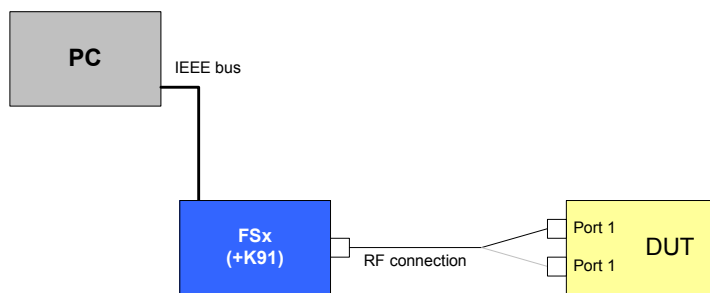 PC
IEEE bus
FSx
(+K91)
RF connection
Port 1
Port 1
DUT